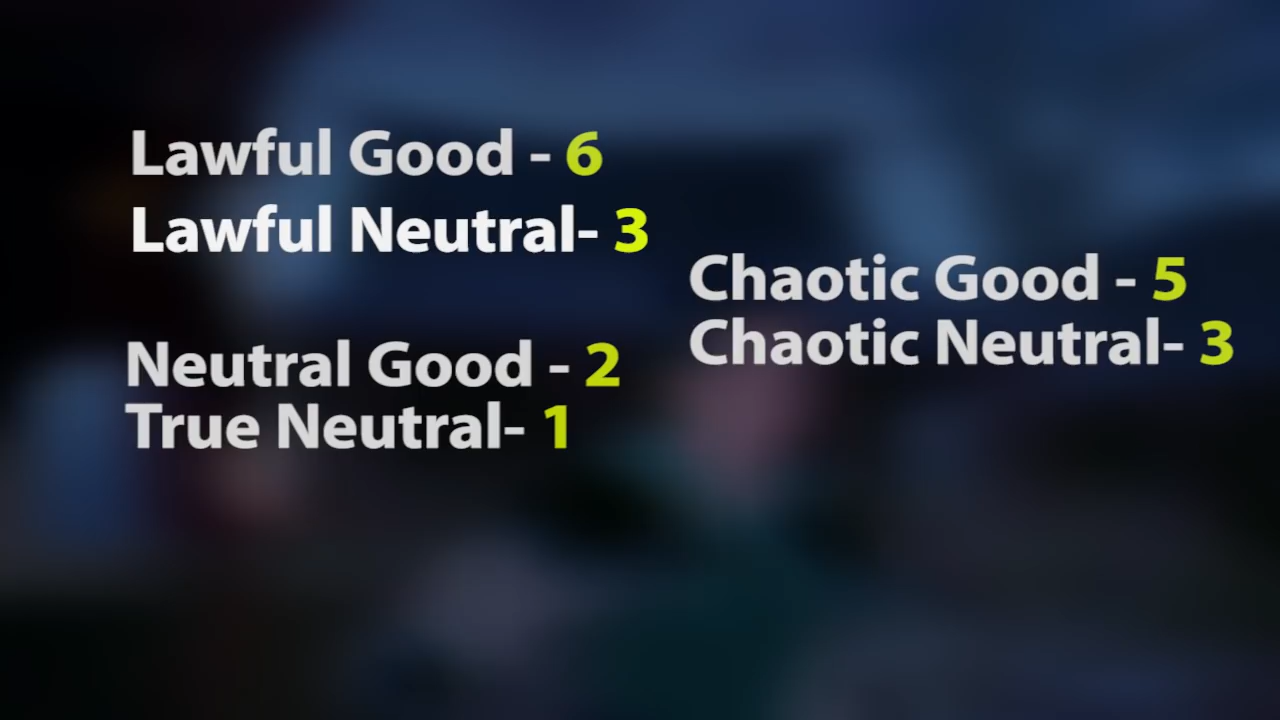 Lawful Good - 6
Lawful Neutral- 3
Neutral Good - 2
True Neutral- 1
Chaotic Good - 5
Chaotic Neutral- 3